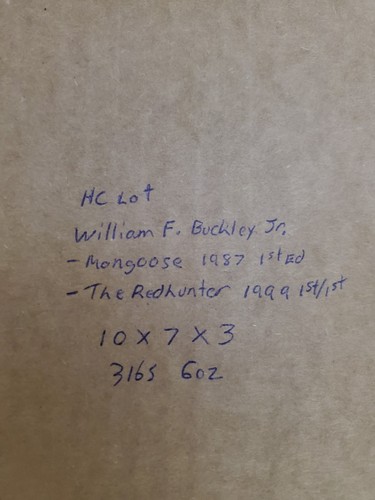 HC Lot
William F. Buckley Jr.
- Mongoose 1987 1st Ed
- The Redhunter 1999 1st/1st
10 x 7 x 3
3lbs 6oz